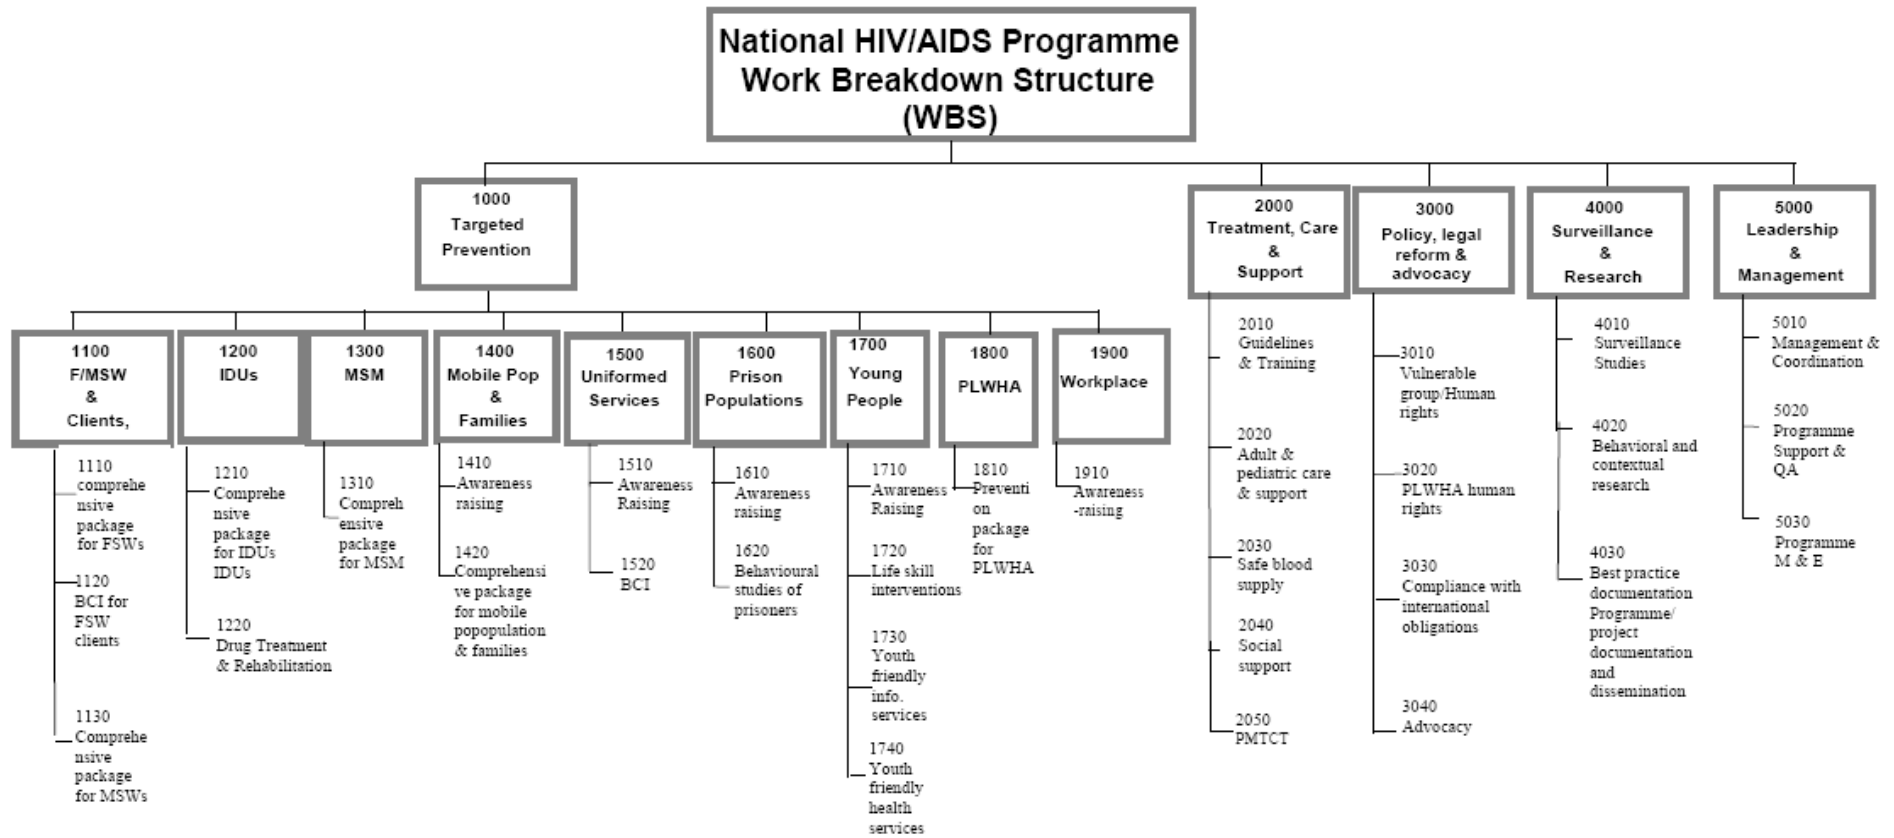 National HIV/AIDS Programme
Work Breakdown Structure
(WBS)
1000
Targeted
Prevention
2000
Treatment, Care
&
Support
3000
Policy, legal
reform &
advocacy
4000
Surveillance
&
Research
5000
Leadership
&
Management
1100
F/MSW
&
Clients,
1200
IDUs
1300
MSM
1400
Mobile Pop
&
Families
1500
Uniformed
Services
1600
Prison
Populations
1700
Young
People
1800
PLWHA
1900
Workplace
1110
comprehe
nsive
package
for FSWs
1120
BCI for
FSW
clients
1130
Comprehe
nsive
package
for MSWs
1210
Comprehe
nsive
package
for IDUs
IDUs
1220
Drug Treatment
& Rehabilitation
1310
Compreh
ensive
package
for MSM
1410
Awareness
raising
1420
Comprehensi
ve package
for mobile
popopulation
& families
1510
Awareness
Raising
1520
BCI
1610
Awareness
raising
1620
Behavioural
studies of
prisoners
1710
Awareness
Raising
1720
Life skill
interventions
1730
Youth
friendly
info.
services
1740
Youth
friendly
health
services
1810
Preventi
on
package
for
PLWHA
1910
Awareness
-raising
2010
Guidelines
& Training
2020
Adult &
pediatric care
& support
2030
Safe blood
supply
2040
Social
support
2050
PMTCT
3010
Vulnerable
group/Human
rights
3020
PLWHA human
rights
3030
Compliance with
international
obligations
3040
Advocacy
4010
Surveillance
Studies
4020
Behavioral and
contextual
research
4030
Best practice
documentation
Programme/
project
documentation
and
dissemination
5010
Management &
Coordination
5020
Programme
Support &
QA
5030
Programme
M & E